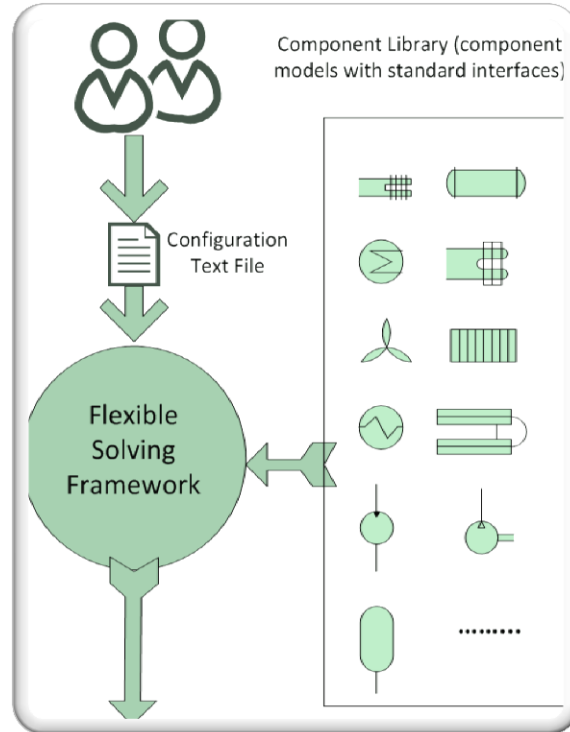 Component Library (component
models with standard interfaces)
Configuration
Text File
Flexible
Solving
Framework